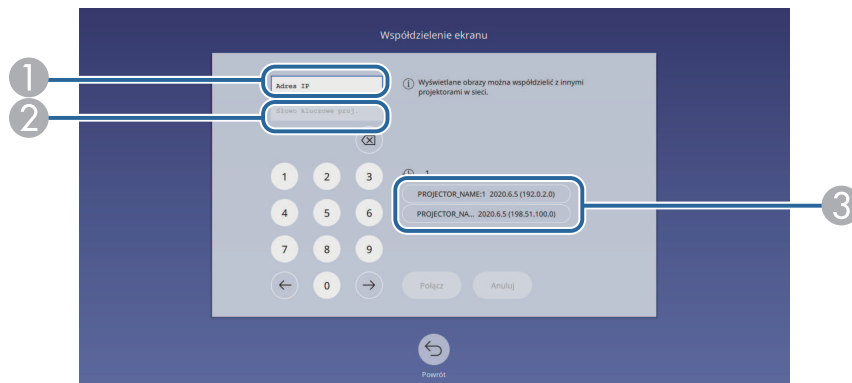 Współdzielenie ekranu
1
Adrea IP
Wyświetlane obrazy można współdzielić z innymi
projektorami w sieci.
2
Słowo kluczowe proj.
1 2 3
1
PROJECTOR_NAME:1 2020.6.5 (192.0.2.0)
3
4 5 6
PROJECTOR_NA... 2020.6.5 (198.51.100.0)
7 8 9
0
Połącz Anuluj
Powrót